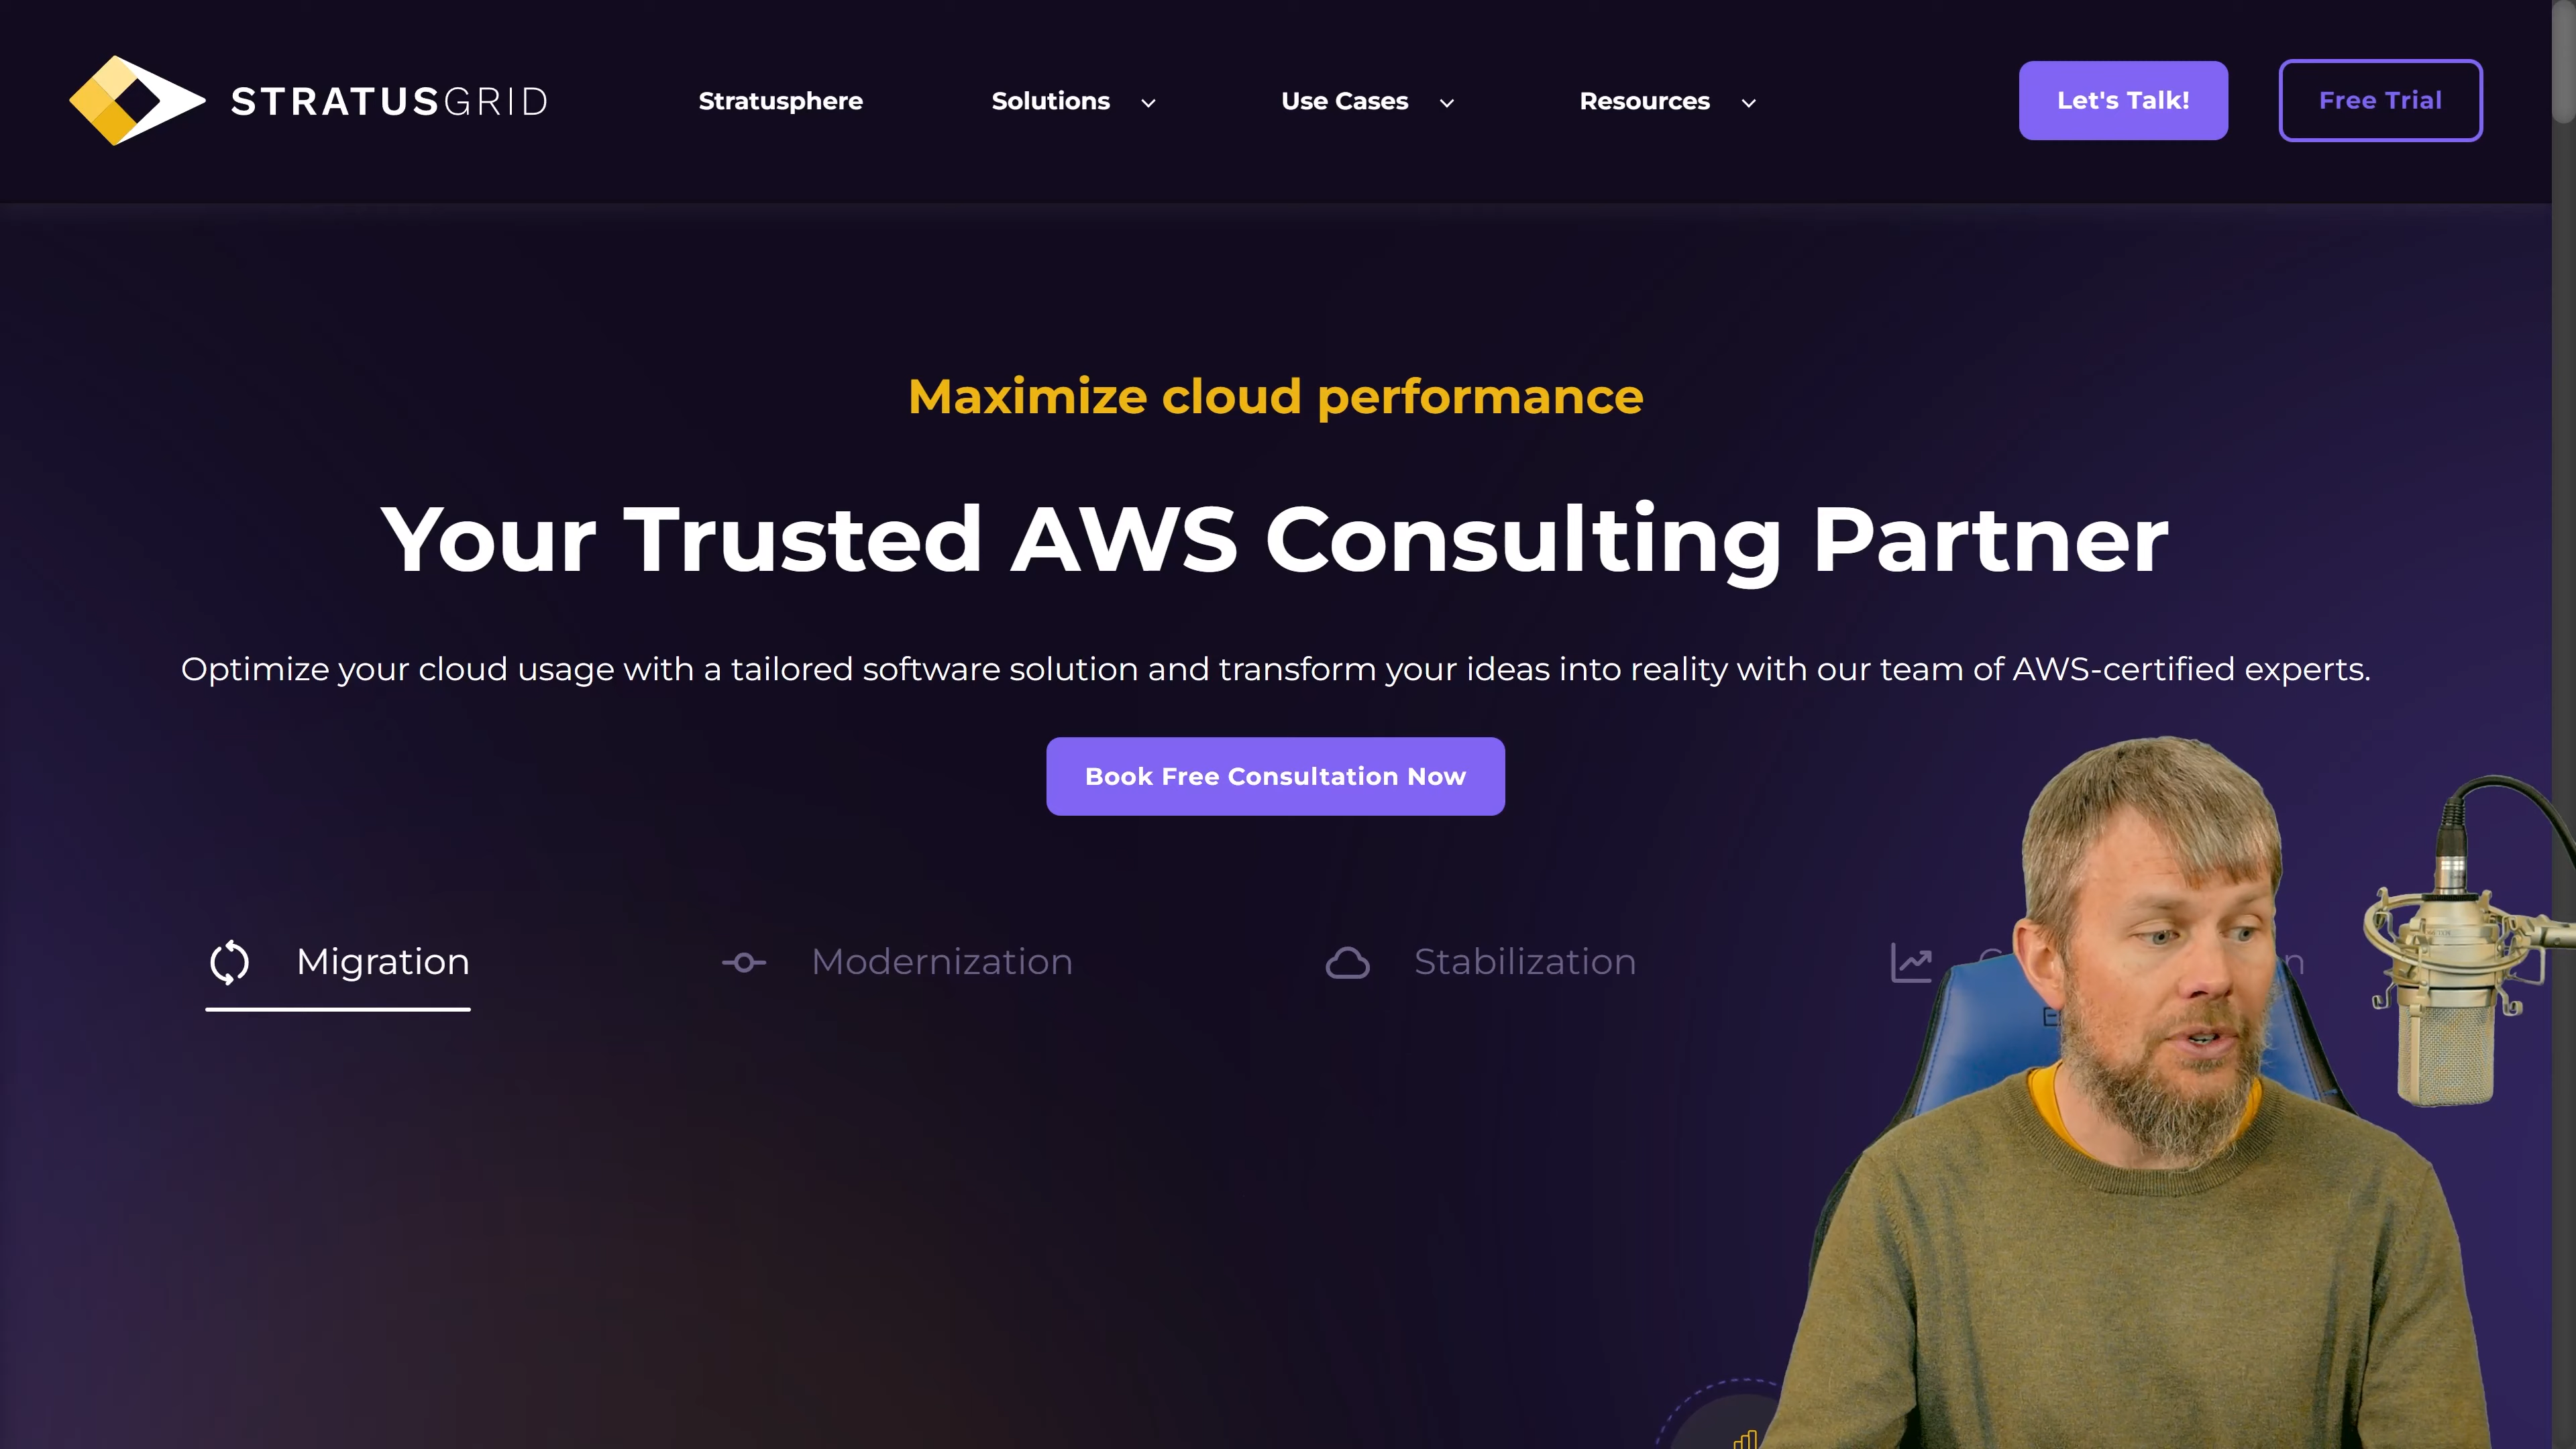 STRATUSGRID
Stratusphere
Solutions
Use Cases
Resources
Let's Talk!
Free Trial
Maximize cloud performance
Your Trusted AWS Consulting Partner
Optimize your cloud usage with a tailored software solution and transform your ideas into reality with our team of AWS-certified experts.
Book Free Consultation Now
Migration
Modernization
Stabilization